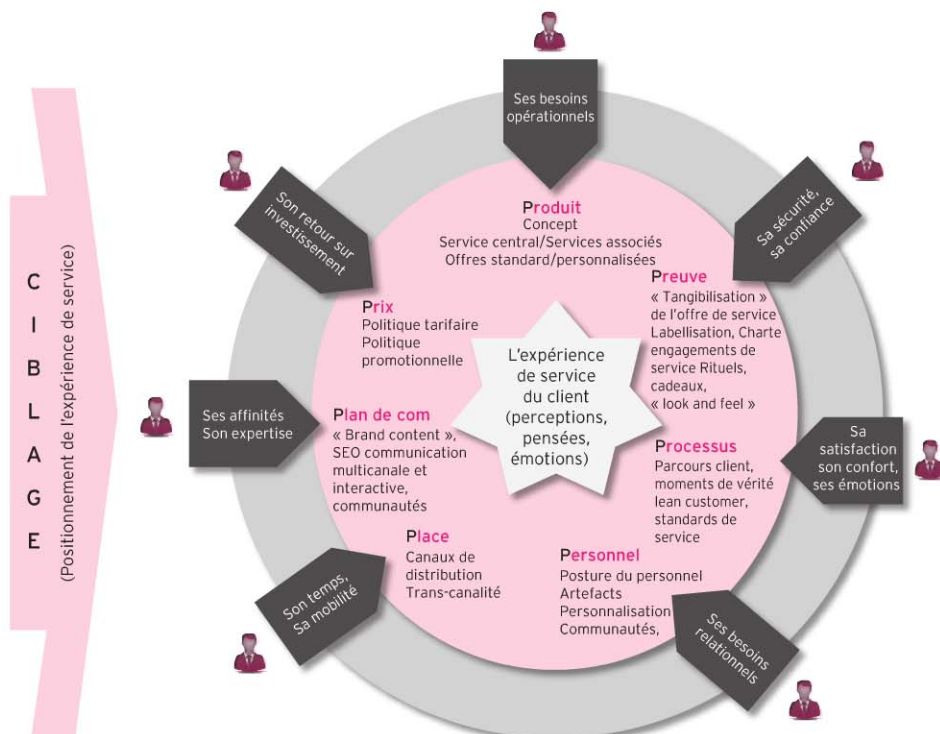 C
I
B
L
A
G
E
(Positionnement de l'expérience de service)
Ses besoins
opérationnels
Sa sécurité,
sa confiance
Sa
satisfaction
son confort,
ses émotions
Ses besoins
relationnels
Son temps,
Sa mobilité
Ses affinités
Son expertise
Son retour sur
investissement
Produit
Concept
Service central/Services associés
Offres standard/personnalisées
Preuve
« Tangibilisation »
de l'offre de service
Labellisation, Charte
engagements de
service Rituels,
cadeaux,
« look and feel »
Processus
Parcours client,
moments de vérité
lean customer,
standards de
service
Personnel
Posture du personnel
Artefacts
Personnalisation
Communautés,
Place
Canaux de
distribution
Trans-canalité
Plan de com
« Brand content »,
SEO communication
multicanale et
interactive,
communautés
Prix
Politique tarifaire
Politique
promotionnelle
L'expérience
de service
du client
(perceptions,
pensées,
émotions)